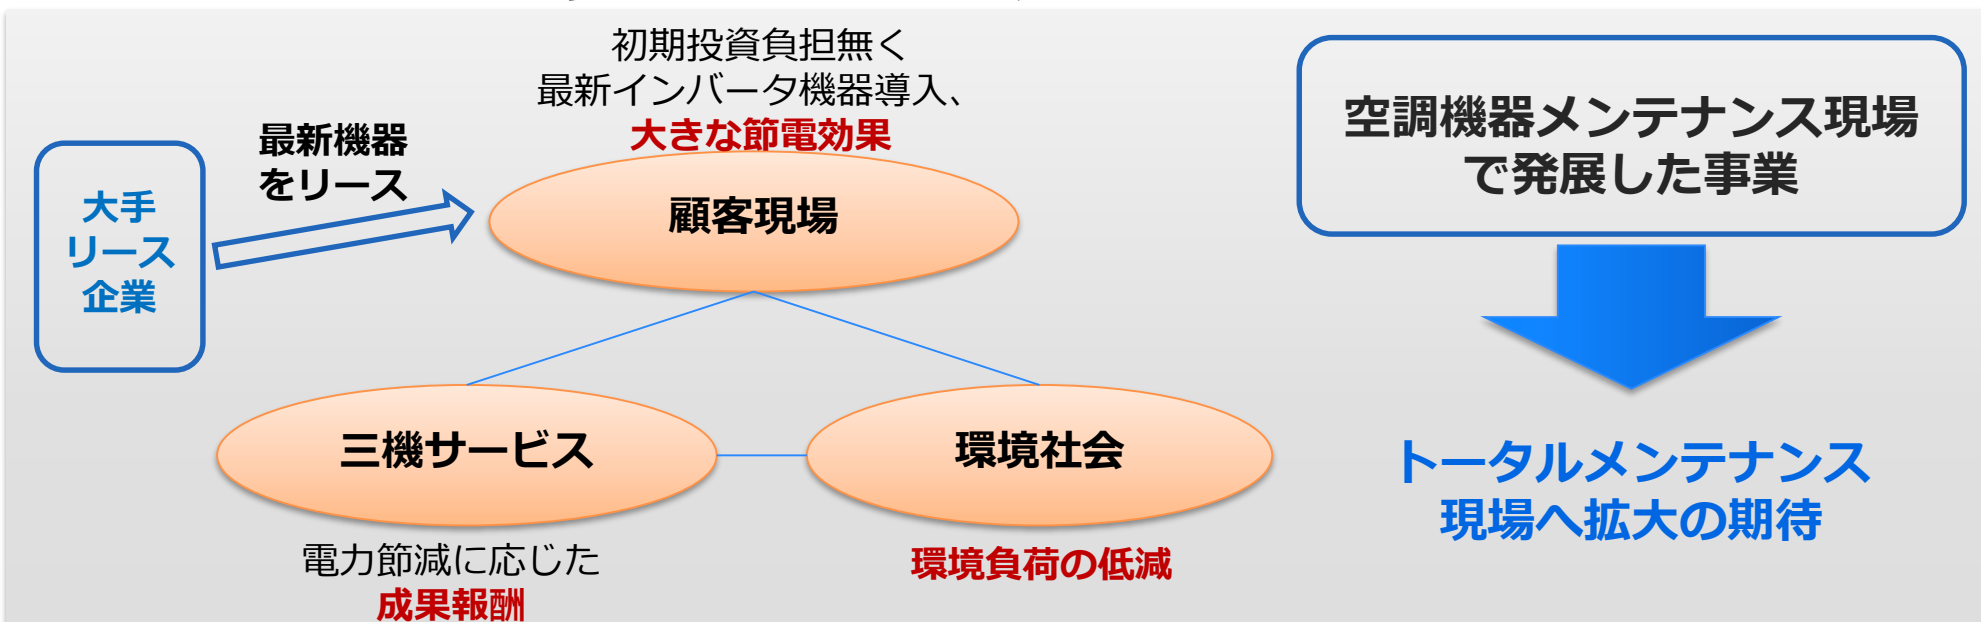 初期投資負担無く
最新インバータ機器導入、
大きな節電効果
最新機器
をリース
大手
リース
企業
顧客現場
三機サービス
環境社会
電力節減に応じた
成果報酬
環境負荷の低減
空調機器メンテナンス現場
で発展した事業
トータルメンテナンス
現場へ拡大の期待